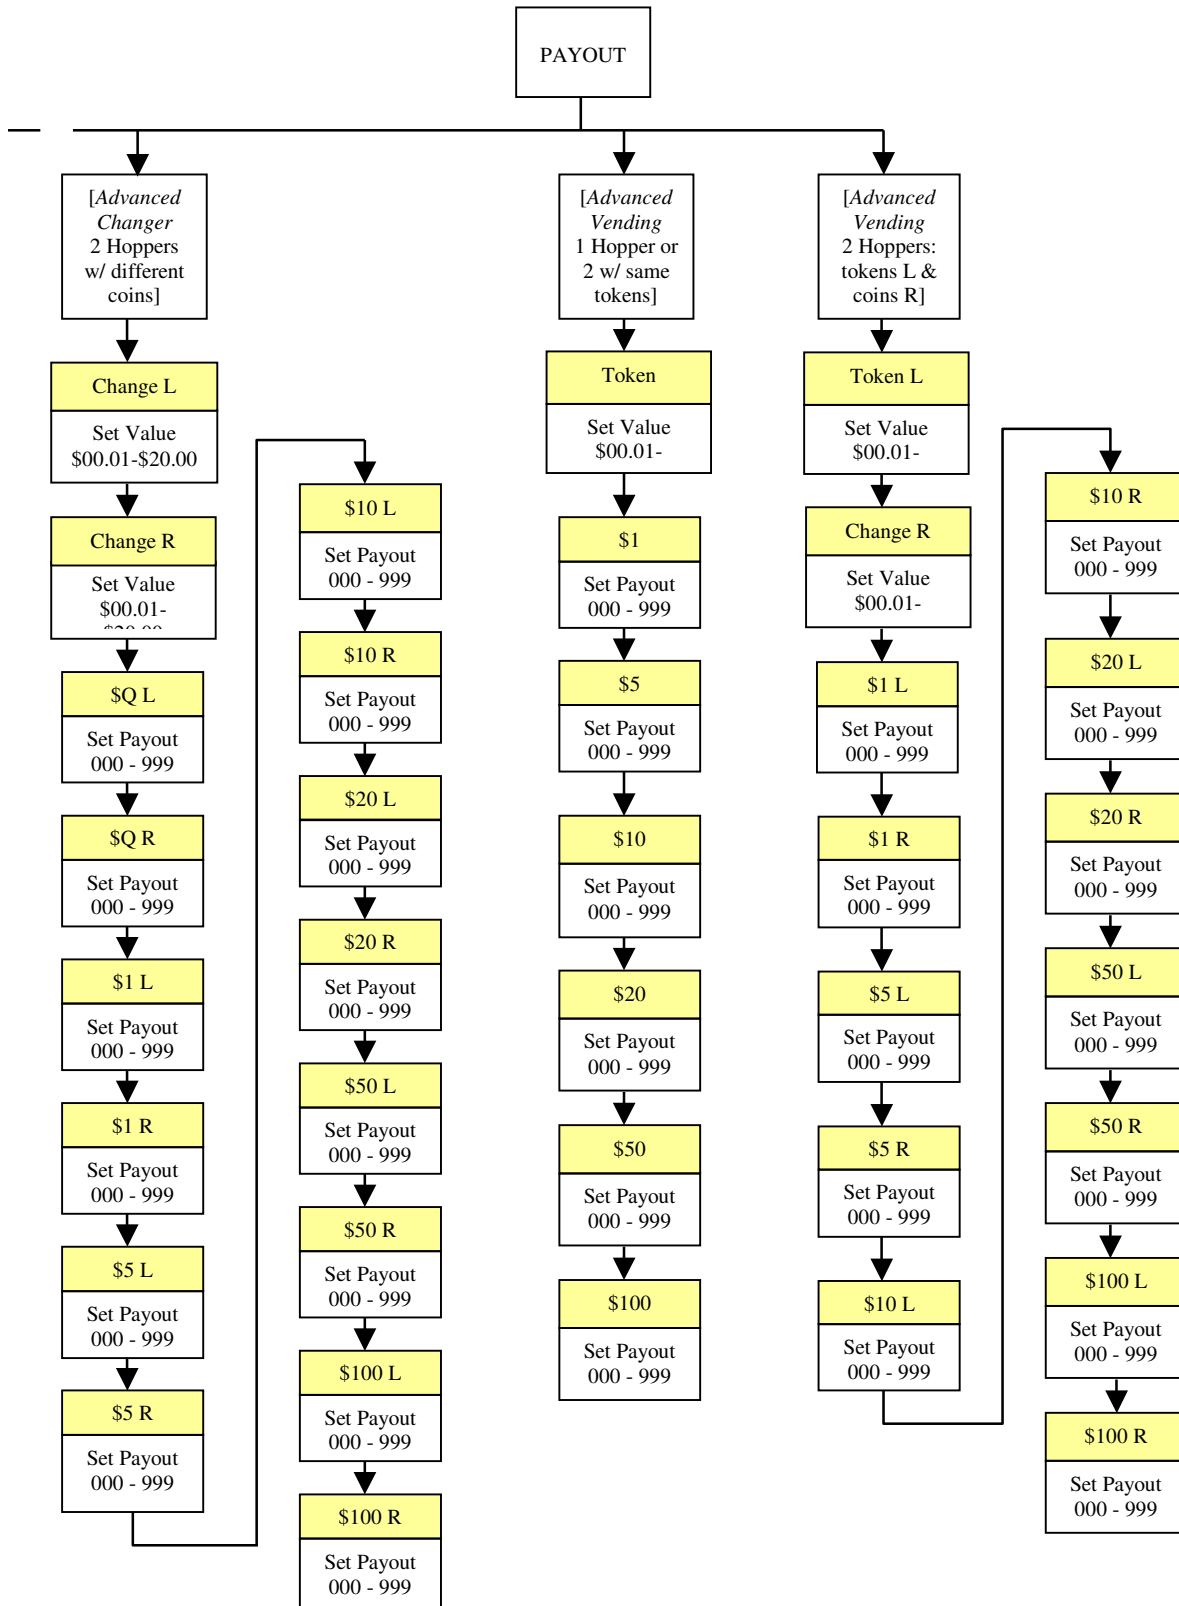 PAYOUT
[Advanced
Changer
2 Hoppers
w/ different
coins]
Change L
Set Value
$00.01-$20.00
Change R
Set Value
$00.01-
$Q L
Set Payout
000 - 999
$Q R
Set Payout
000 - 999
$1 L
Set Payout
000 - 999
$1 R
Set Payout
000 - 999
$5 L
Set Payout
000 - 999
$5 R
Set Payout
000 - 999
$10 L
Set Payout
000 - 999
$10 R
Set Payout
000 - 999
$20 L
Set Payout
000 - 999
$20 R
Set Payout
000 - 999
$50 L
Set Payout
000 - 999
$50 R
Set Payout
000 - 999
$100 L
Set Payout
000 - 999
$100 R
Set Payout
000 - 999
[Advanced
Vending
1 Hopper or
2 w/ same
tokens]
Token
Set Value
$00.01-
$1
Set Payout
000 - 999
$5
Set Payout
000 - 999
$10
Set Payout
000 - 999
$20
Set Payout
000 - 999
$50
Set Payout
000 - 999
$100
Set Payout
000 - 999
[Advanced
Vending
2 Hoppers:
tokens L &
coins R]
Token L
Set Value
$00.01-
Change R
Set Value
$00.01-
$1 L
Set Payout
000 - 999
$1 R
Set Payout
000 - 999
$5 L
Set Payout
000 - 999
$5 R
Set Payout
000 - 999
$10 L
Set Payout
000 - 999
$10 R
Set Payout
000 - 999
$20 L
Set Payout
000 - 999
$20 R
Set Payout
000 - 999
$50 L
Set Payout
000 - 999
$50 R
Set Payout
000 - 999
$100 L
Set Payout
000 - 999
$100 R
Set Payout
000 - 999